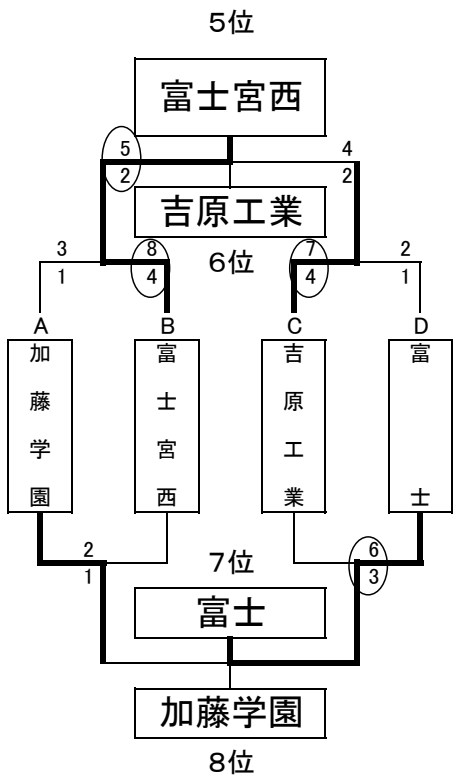 5位
富士宮西
5 4
2 2
吉原工業
6位
3 8 7 2
1 4 4 1
A B C D
加藤学園
富士宮西
吉原工業
富士
2 6
1 3
7位
富士
加藤学園
8位